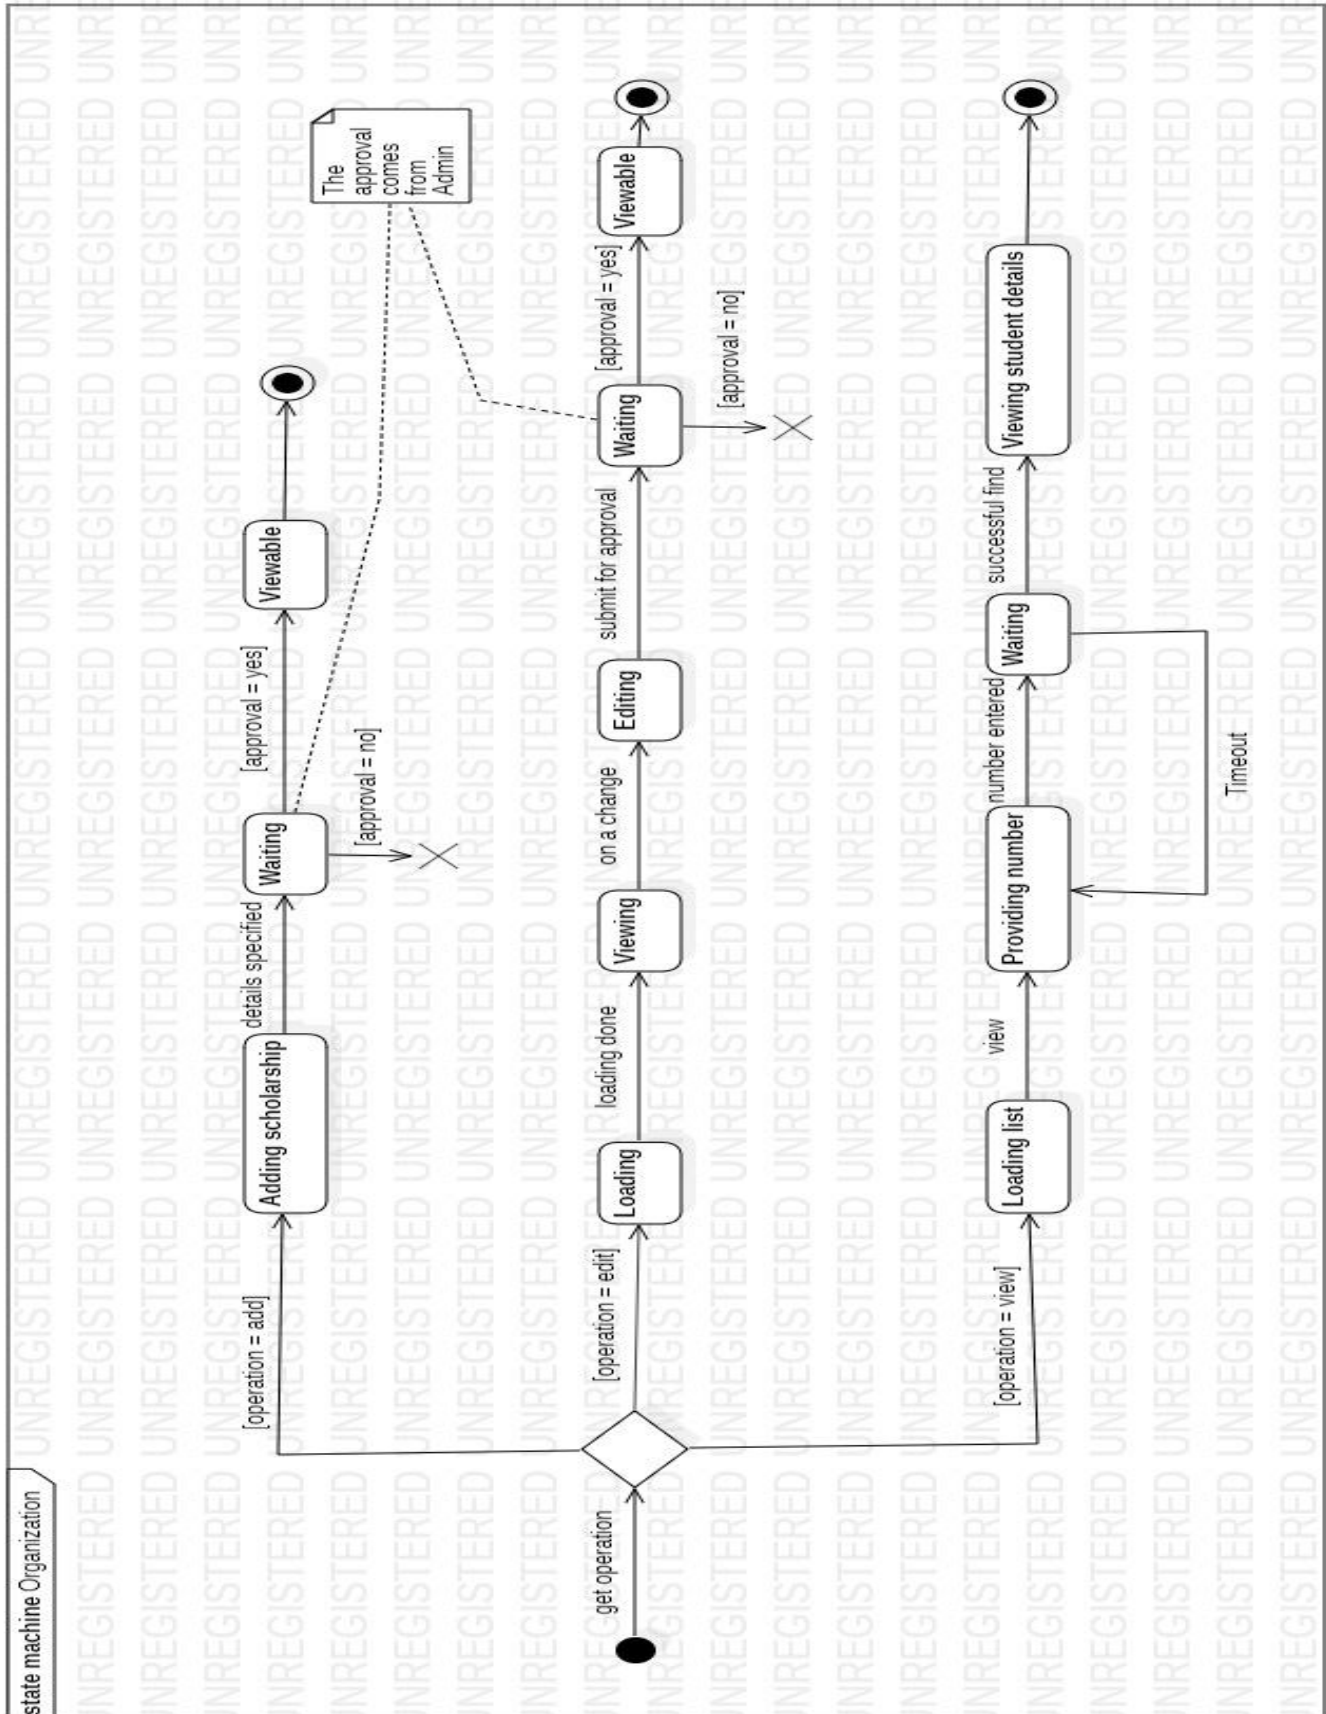 state machine Organization
get operation
[operation = add]
Adding scholarship
details specified
Waiting
[approval = yes]
[approval = no]
Viewable
The
approval
comes
from
Admin
[operation = edit]
Loading
loading done
Viewing
on a change
Editing
submit for approval
Waiting
[approval = yes]
[approval = no]
Viewable
[operation = view]
Loading list
view
Providing number
number entered
Waiting
successful find
Viewing student details
Timeout
UNREGISTERED